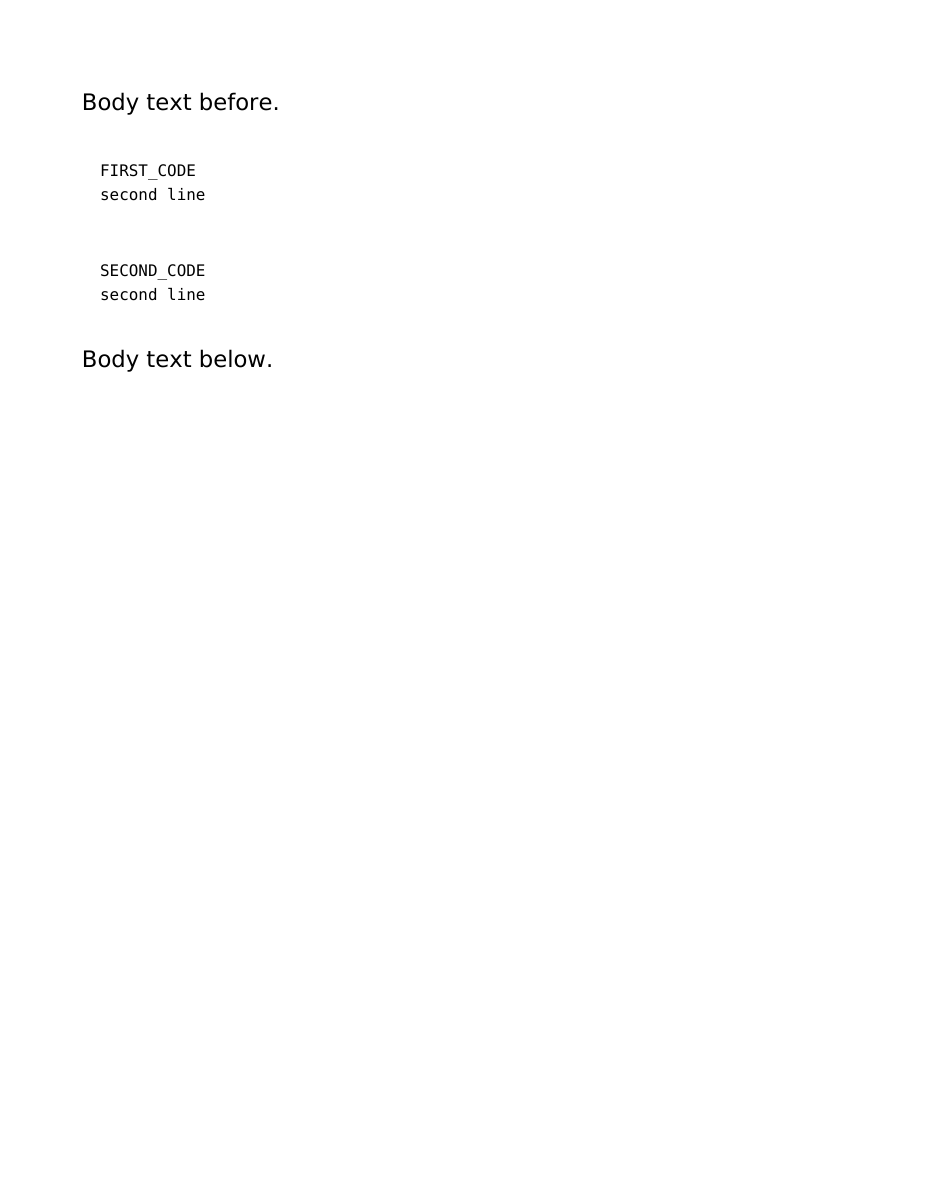 Body text before.
FIRST_CODE
second line
SECOND_CODE
second line
Body text below.